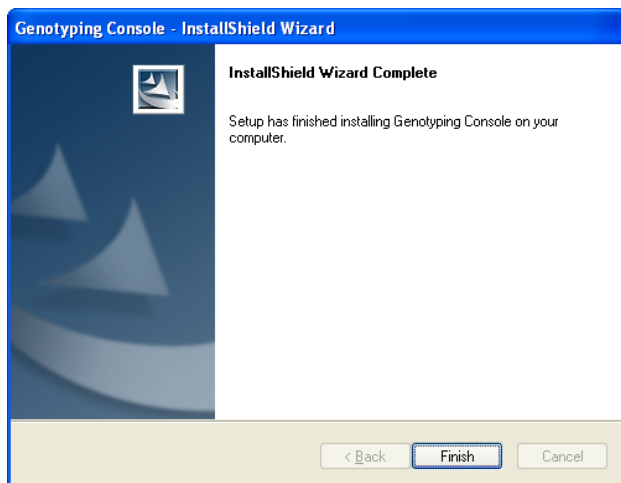 Genotyping Console - InstallShield Wizard
InstallShield Wizard Complete
Setup has finished installing Genotyping Console on your
computer.
< Back
Finish
Cancel